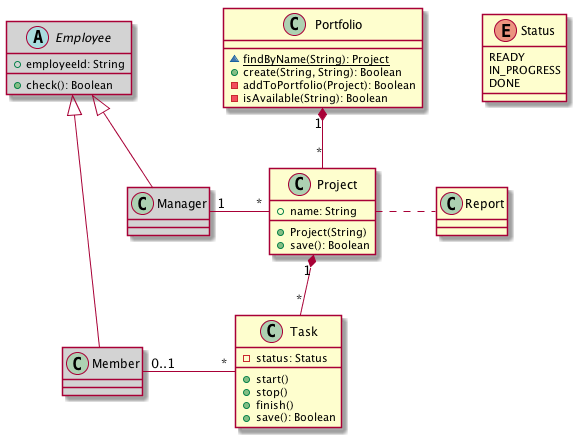 A Employee
employeeId: String
check(): Boolean
C Portfolio
findByName(String): Project
create(String, String): Boolean
addToPortfolio(Project): Boolean
isAvailable(String): Boolean
E Status
READY
IN_PROGRESS
DONE
1
*
C Manager
1
*
C Project
name: String
Project(String)
save(): Boolean
C Report
1
*
C Member
0..1
*
C Task
status: Status
start()
stop()
finish()
save(): Boolean